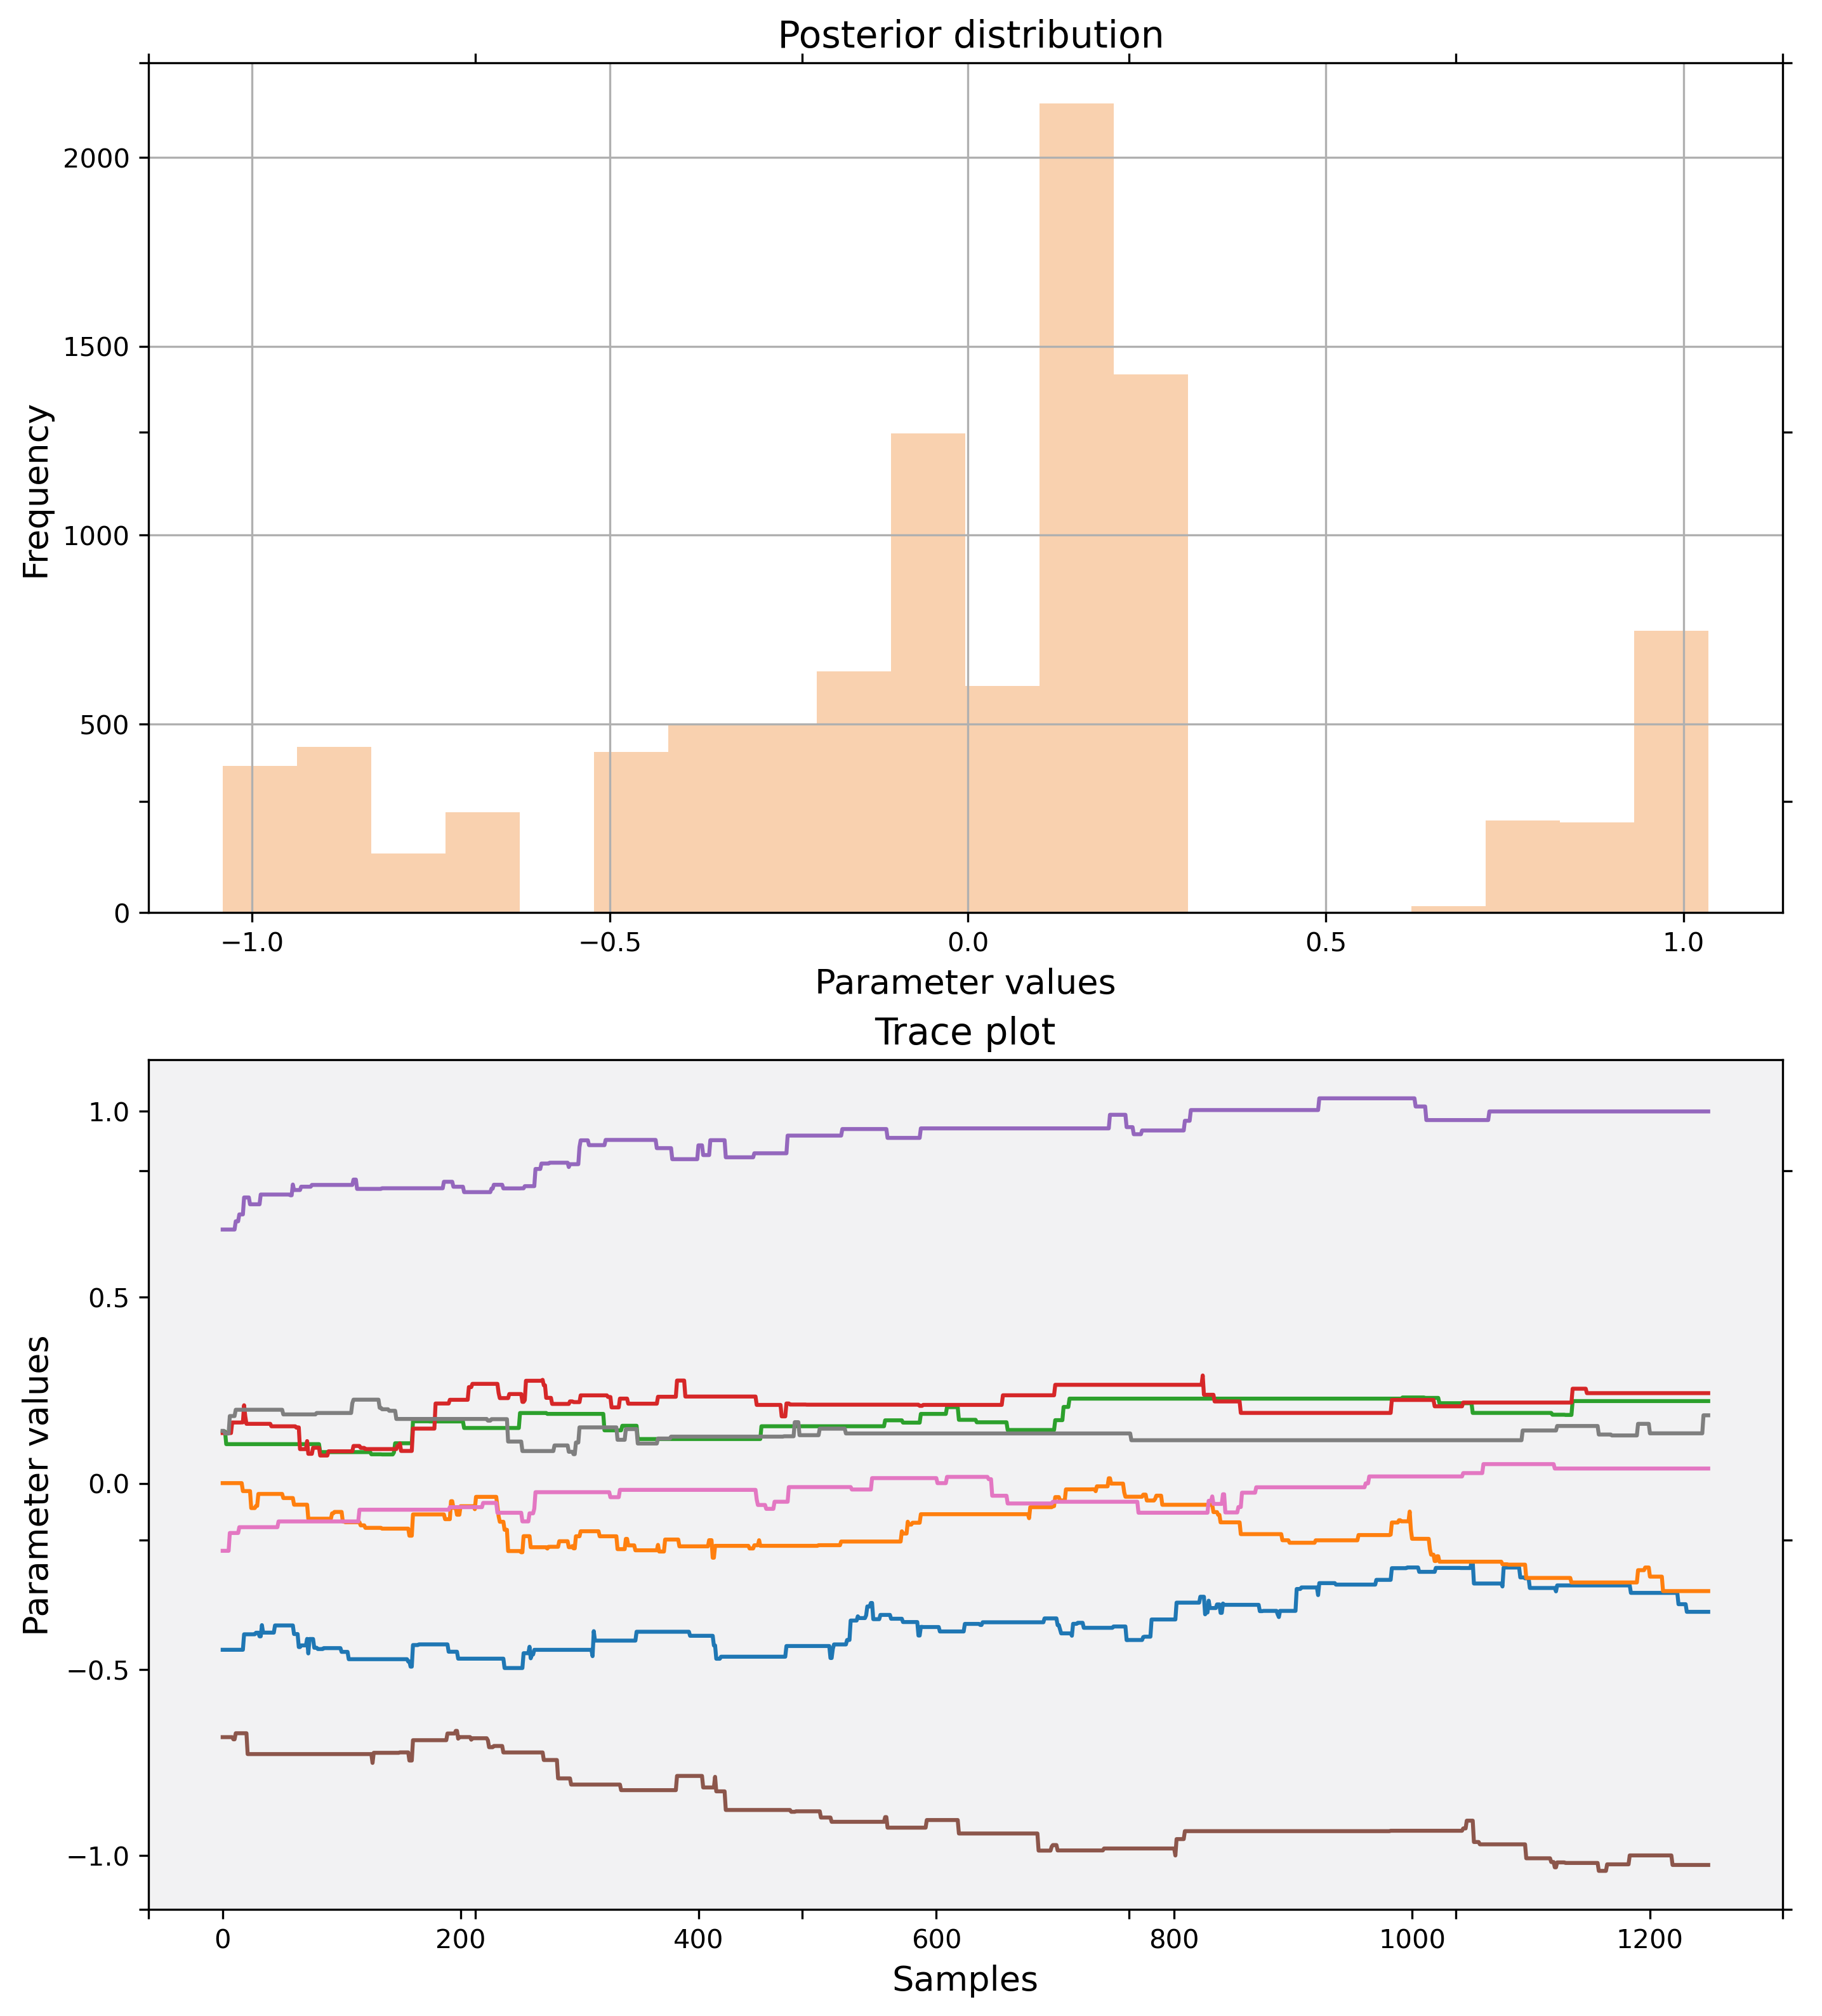 Posterior distribution
Frequency
2000
1500
1000
500
0
−1.0 −0.5 0.0 0.5 1.0
Parameter values
Trace plot
Parameter values
1.0
0.5
0.0
−0.5
−1.0
0 200 400 600 800 1000 1200
Samples